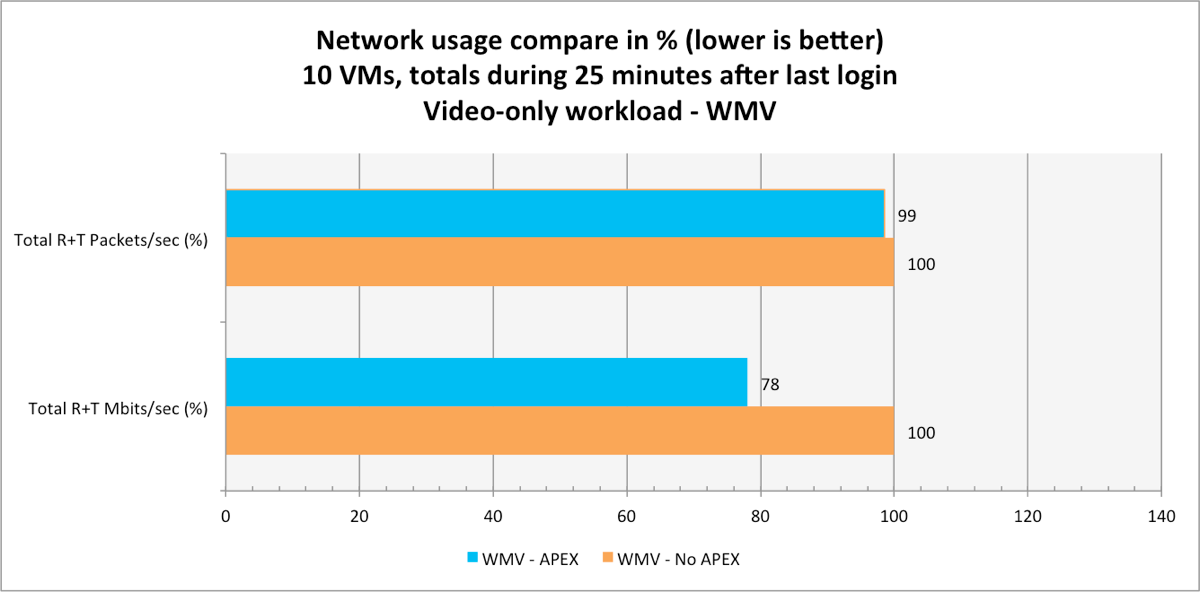 Network usage compare in % (lower is better)
10 VMs, totals during 25 minutes after last login
Video-only workload - WMV
Total R+T Packets/sec (%)
99
100
Total R+T Mbits/sec (%)
78
100
0 20 40 60 80 100 120 140
WMV - APEX WMV - No APEX